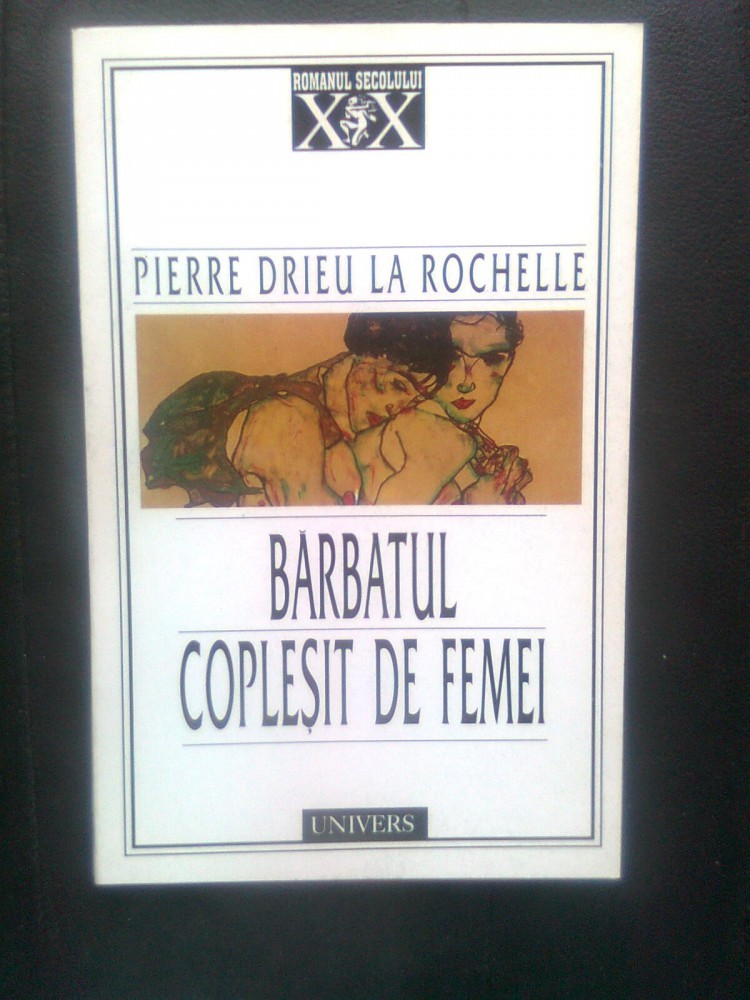 ROMANUL SECOLULUI
XX
PIERRE DRIEU LA ROCHELLE
BĂRBATUL
COPLEȘIT DE FEMEI
UNIVERS